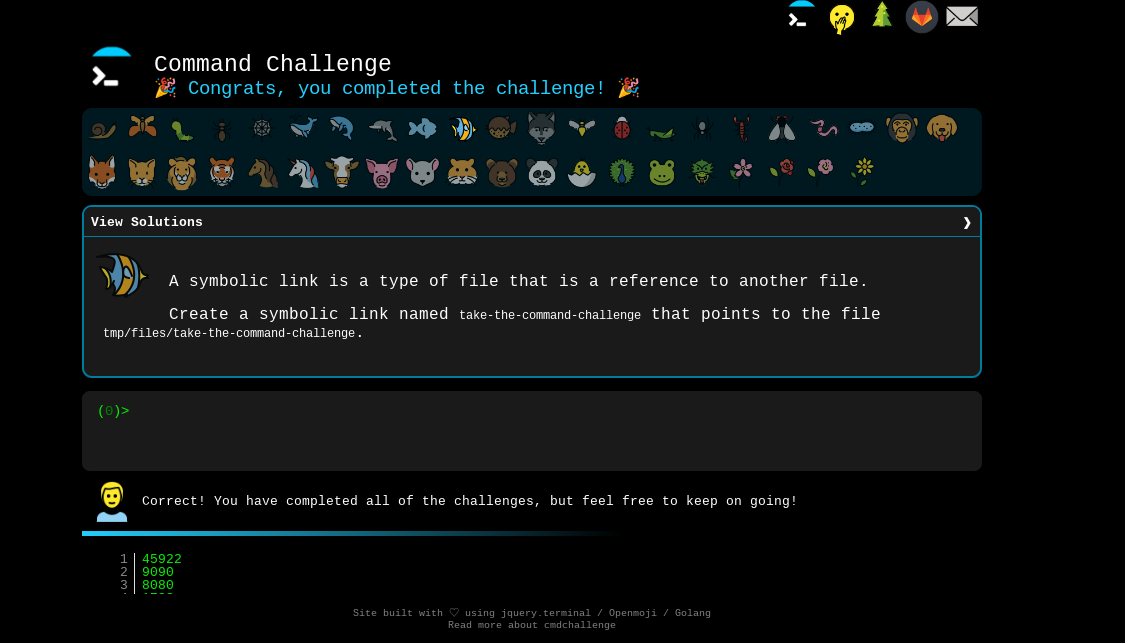 Command Challenge
🎉 Congrats, you completed the challenge! 🎉
View Solutions ❯
A symbolic link is a type of file that is a reference to another file.
Create a symbolic link named take-the-command-challenge that points to the file
tmp/files/take-the-command-challenge.
(0)>
Correct! You have completed all of the challenges, but feel free to keep on going!
1 45922
2 9090
3 8080
Site built with ♡ using jquery.terminal / Openmoji / Golang
Read more about cmdchallenge